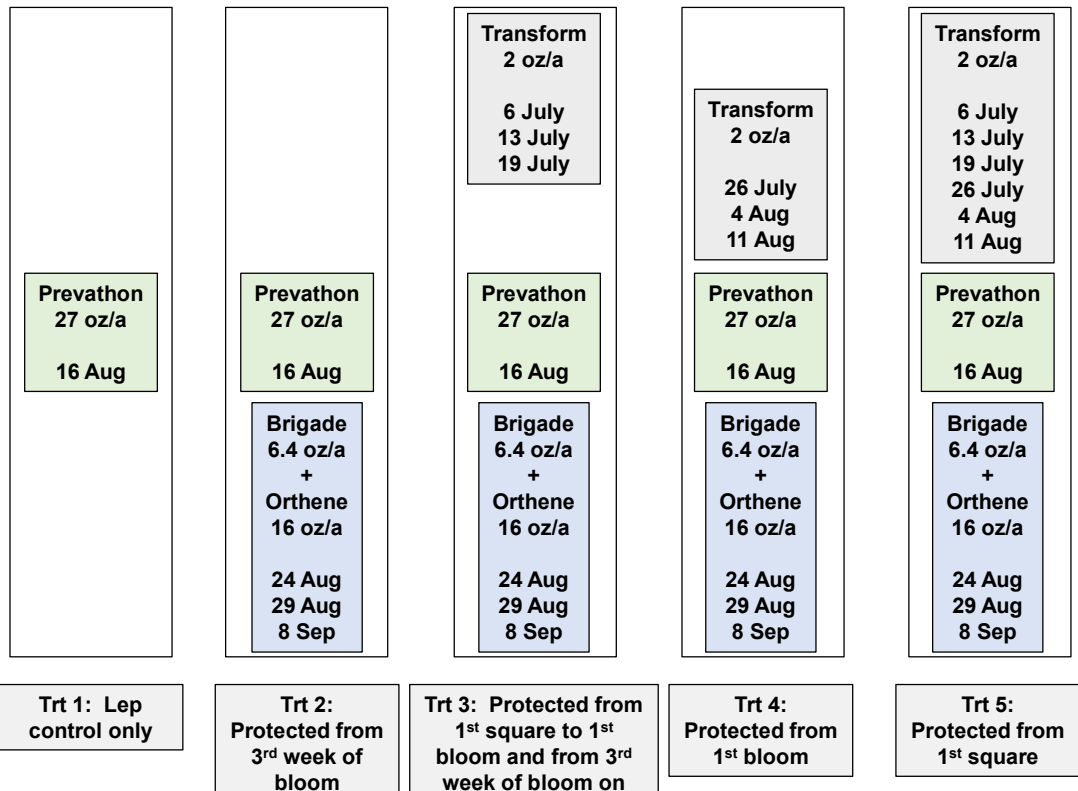 Prevathon
27 oz/a
16 Aug
Trt 1: Lep
control only
Prevathon
27 oz/a
16 Aug
Brigade
6.4 oz/a
+
Orthene
16 oz/a
24 Aug
29 Aug
8 Sep
Trt 2:
Protected from
3rd week of
bloom
Transform
2 oz/a
6 July
13 July
19 July
Prevathon
27 oz/a
16 Aug
Brigade
6.4 oz/a
+
Orthene
16 oz/a
24 Aug
29 Aug
8 Sep
Trt 3: Protected from
1st square to 1st
bloom and from 3rd
week of bloom on
Transform
2 oz/a
26 July
4 Aug
11 Aug
Prevathon
27 oz/a
16 Aug
Brigade
6.4 oz/a
+
Orthene
16 oz/a
24 Aug
29 Aug
8 Sep
Trt 4:
Protected from
1st bloom
Transform
2 oz/a
6 July
13 July
19 July
26 July
4 Aug
11 Aug
Prevathon
27 oz/a
16 Aug
Brigade
6.4 oz/a
+
Orthene
16 oz/a
24 Aug
29 Aug
8 Sep
Trt 5:
Protected from
1st square